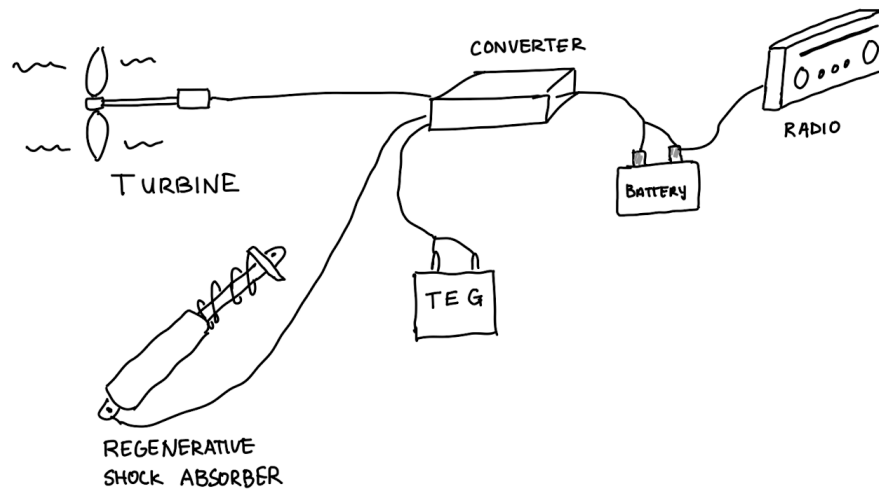 CONVERTER
RADIO
TURBINE
BATTERY
TEG
REGENERATIVE
SHOCK ABSORBER